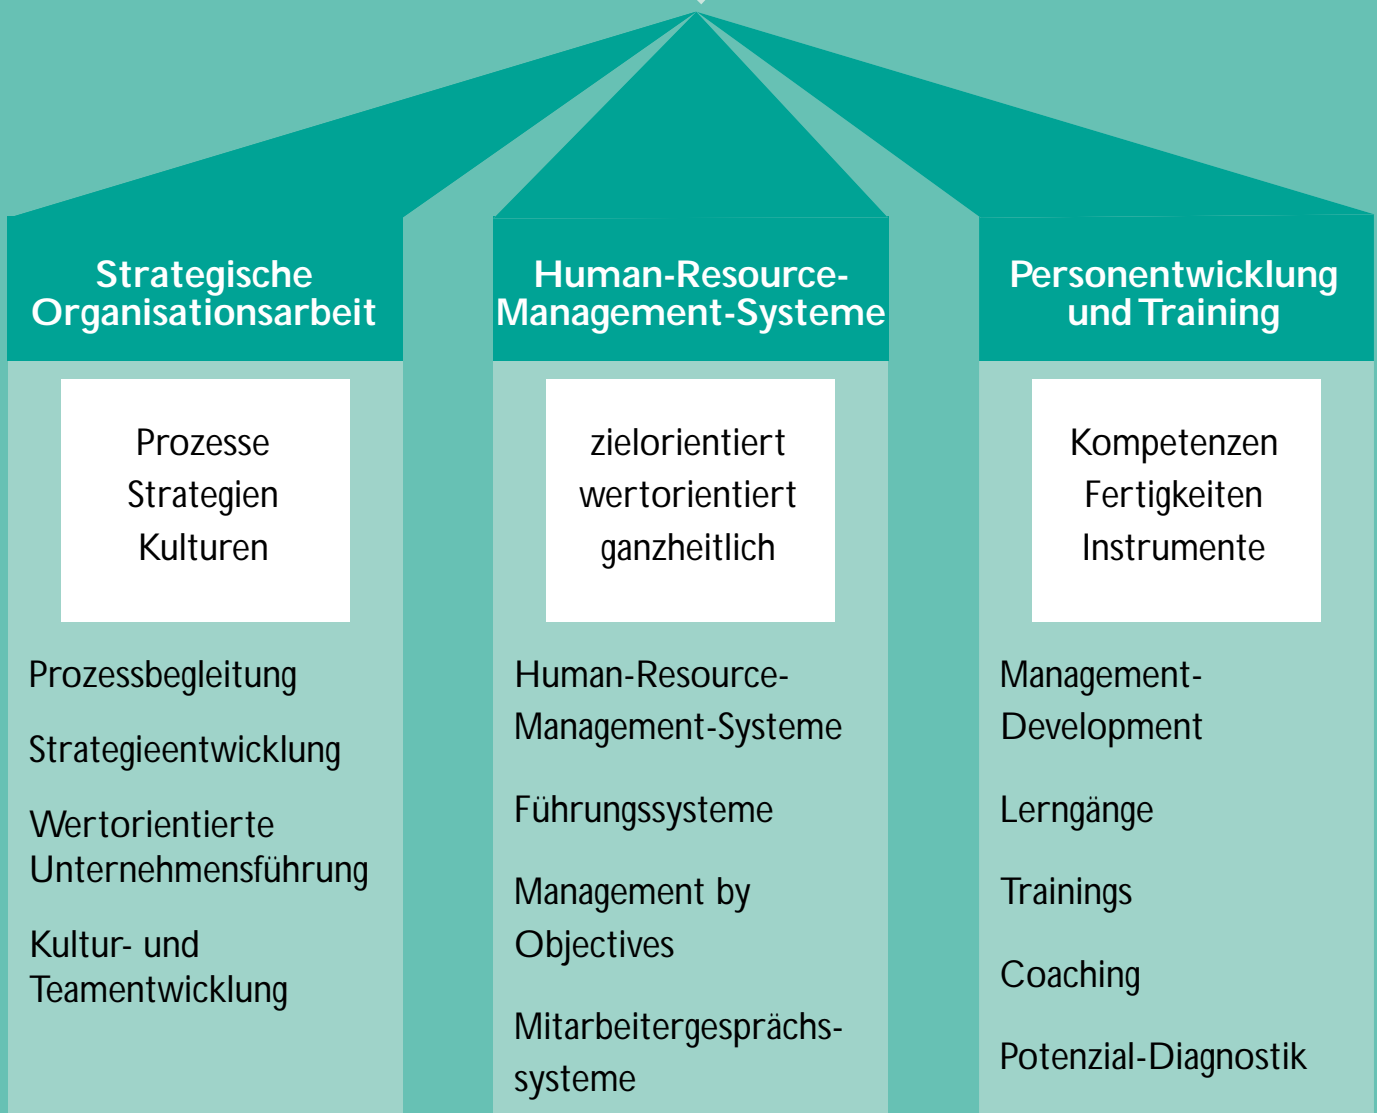 Strategische
Organisationsarbeit
Prozesse
Strategien
Kulturen
Prozessbegleitung
Strategieentwicklung
Wertorientierte
Unternehmensführung
Kultur- und
Teamentwicklung
Human-Resource-
Management-Systeme
zielorientiert
wertorientiert
ganzheitlich
Human-Resource-
Management-Systeme
Führungssysteme
Management by
Objectives
Mitarbeitergesprächs-
systeme
Personentwicklung
und Training
Kompetenzen
Fertigkeiten
Instrumente
Management-
Development
Lerngänge
Trainings
Coaching
Potenzial-Diagnostik